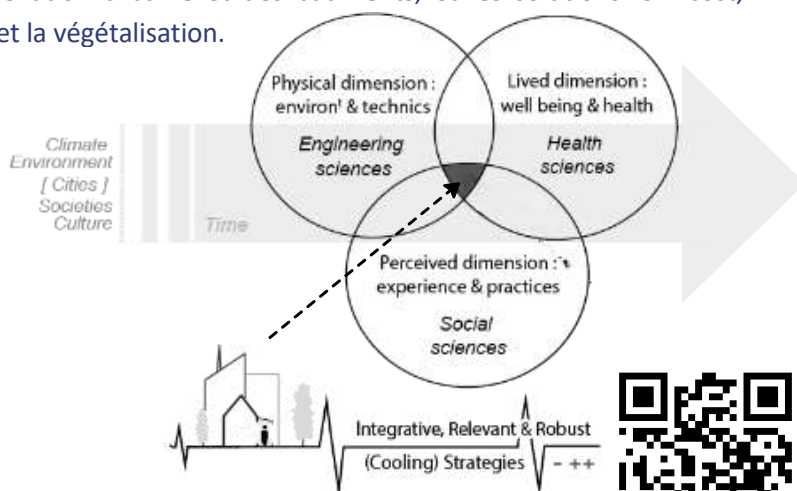 et la végétalisation.
Physical dimension :
environᵗ & technics
Engineering
sciences
Lived dimension :
well being & health
Health
sciences
Climate
Environment
[ Cities ]
Societies
Culture
Time
Perceived dimension :
experience & practices
Social
sciences
Integrative, Relevant & Robust
(Cooling) Strategies - ++